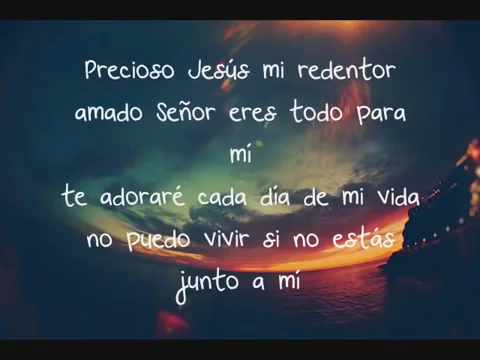 Precioso Jesús mi redentor
amado Señor eres todo para
mí
te adoraré cada día de mi vida
no puedo vivir si no estás
junto a mí